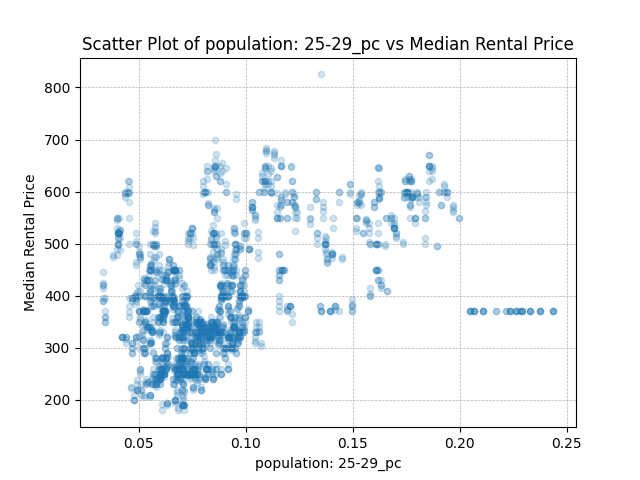 Scatter Plot of population: 25-29_pc vs Median Rental Price
800
700
600
500
400
300
200
Median Rental Price
0.05 0.10 0.15 0.20 0.25
population: 25-29_pc